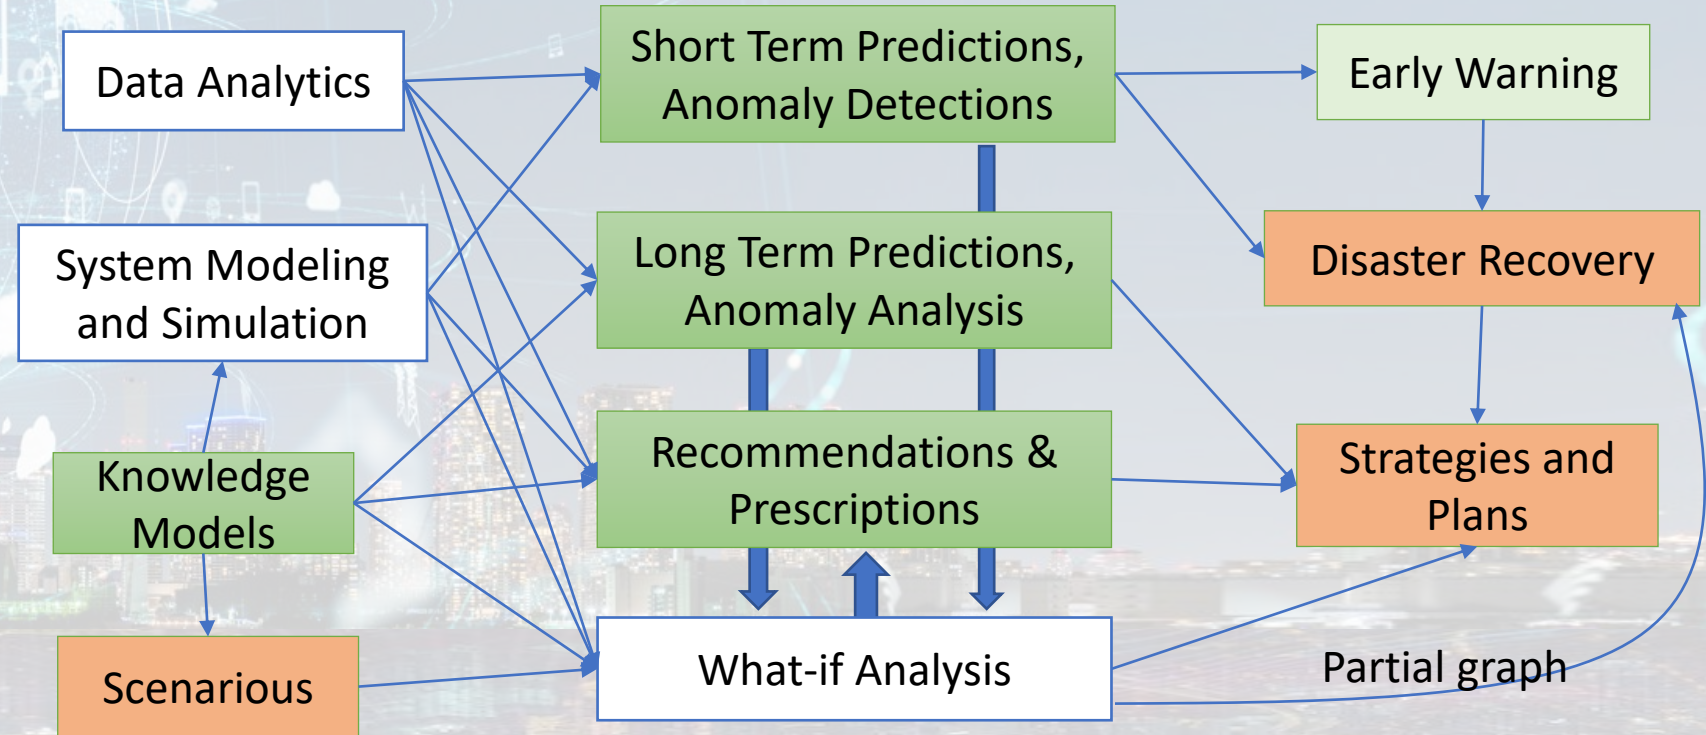 Data Analytics
Short Term Predictions,
Anomaly Detections
Early Warning
System Modeling
and Simulation
Long Term Predictions,
Anomaly Analysis
Disaster Recovery
Knowledge
Models
Recommendations &
Prescriptions
Strategies and
Plans
Scenarious
What-if Analysis
Partial graph